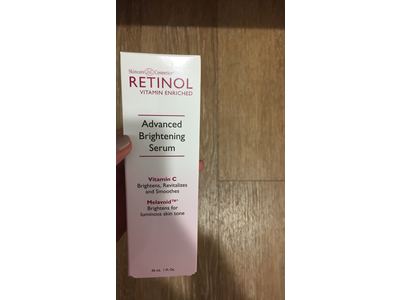 Skincare LdeL Cosmetics
RETINOL
VITAMIN ENRICHED
Advanced
Brightening
Serum
Vitamin C
Brightens, Revitalizes
and Smoothes
Melavoid™*
Brightens for
luminous skin tone
30 mL 1 Fl. Oz.